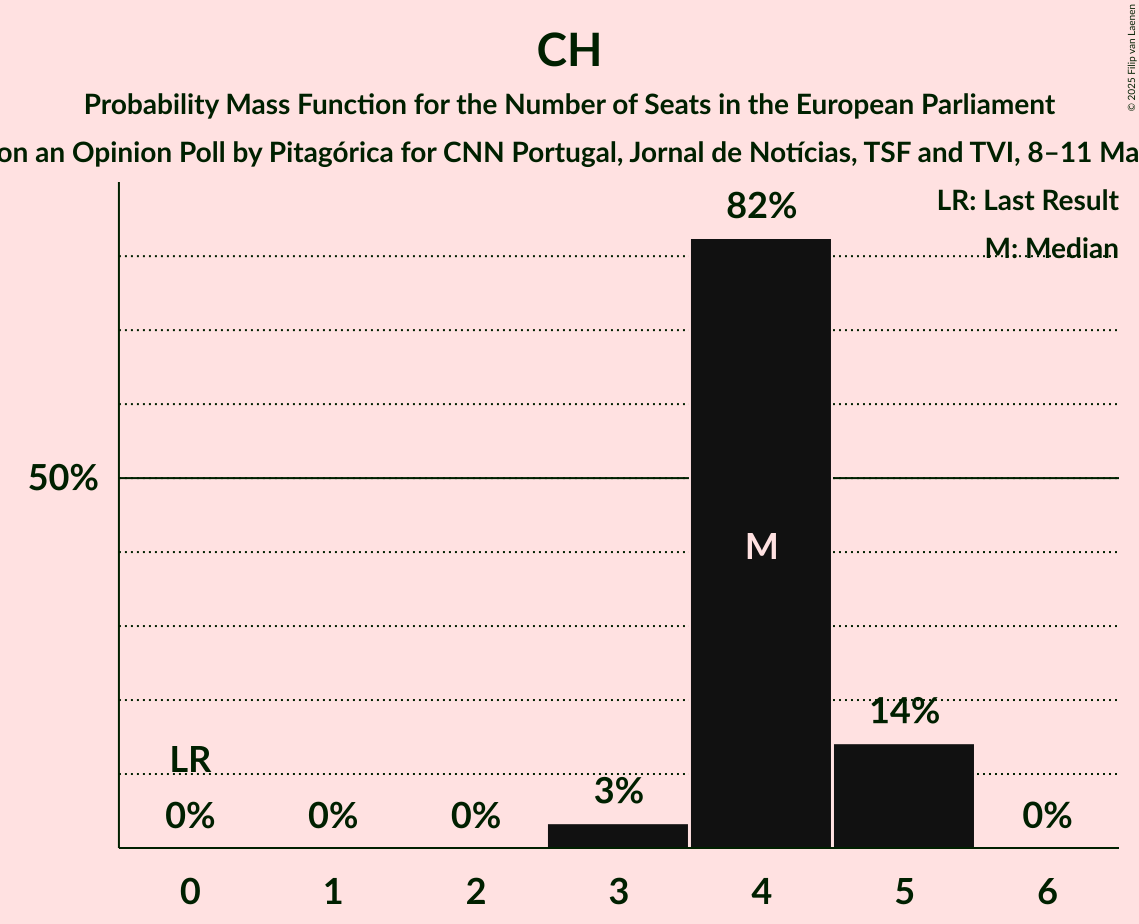 CH
Probability Mass Function for the Number of Seats in the European Parliament
on an Opinion Poll by Pitagórica for CNN Portugal, Jornal de Notícias, TSF and TVI, 8–11 Ma
© 2025 Filip van Laenen
LR: Last Result
M: Median
82%
50%
M
14%
LR
3%
0%
0%
0%
0%
0
1
2
3
4
5
6